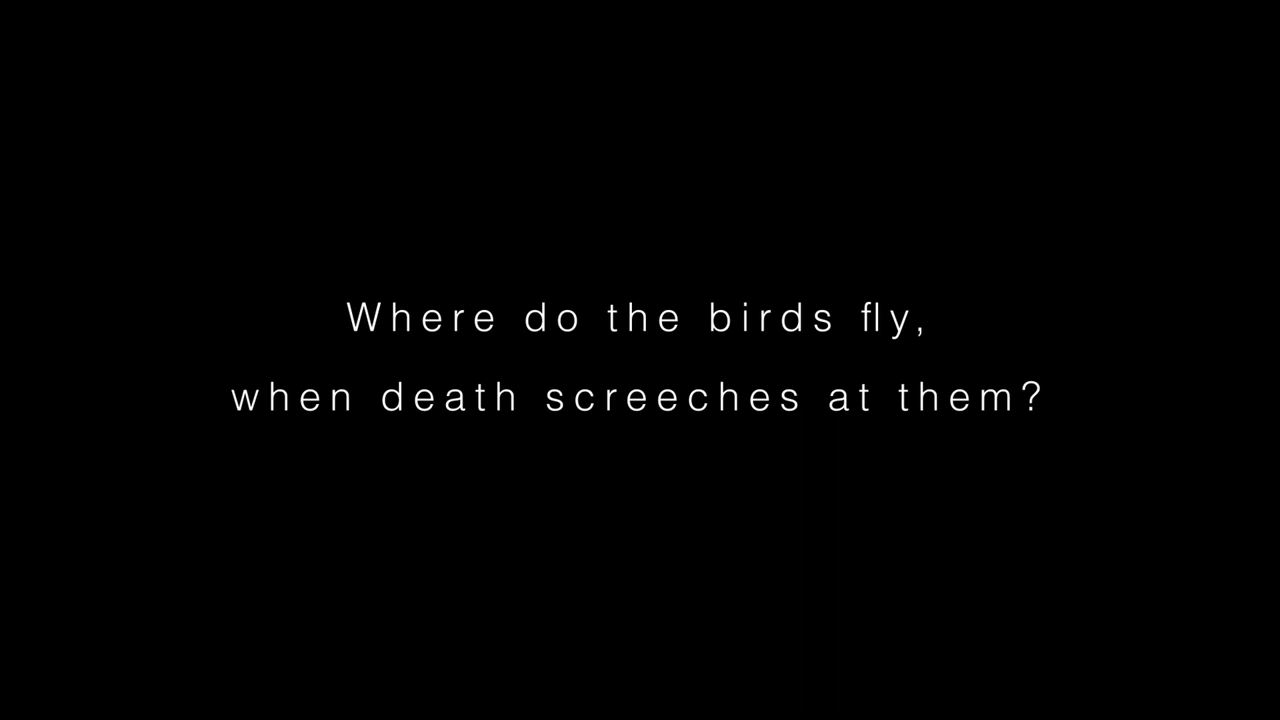 Where do the birds fly,
when death screeches at them?